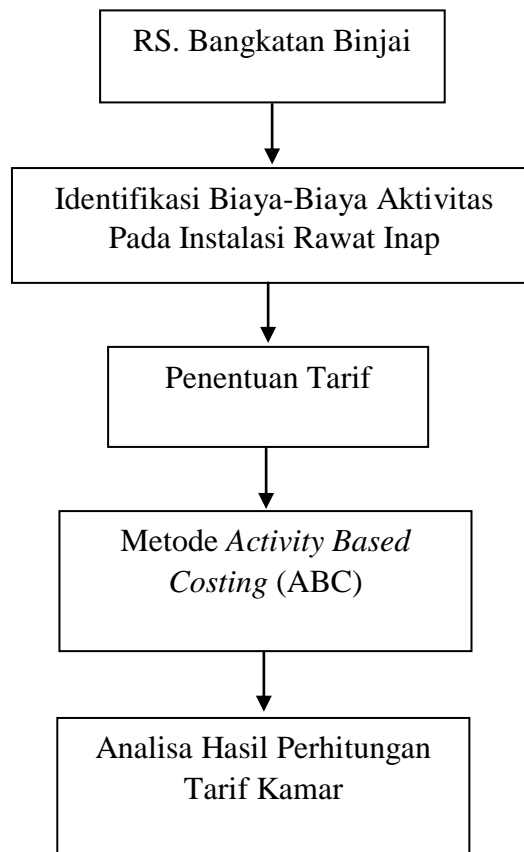 RS. Bangkatan Binjai
Identifikasi Biaya-Biaya Aktivitas
Pada Instalasi Rawat Inap
Penentuan Tarif
Metode Activity Based
Costing (ABC)
Analisa Hasil Perhitungan
Tarif Kamar